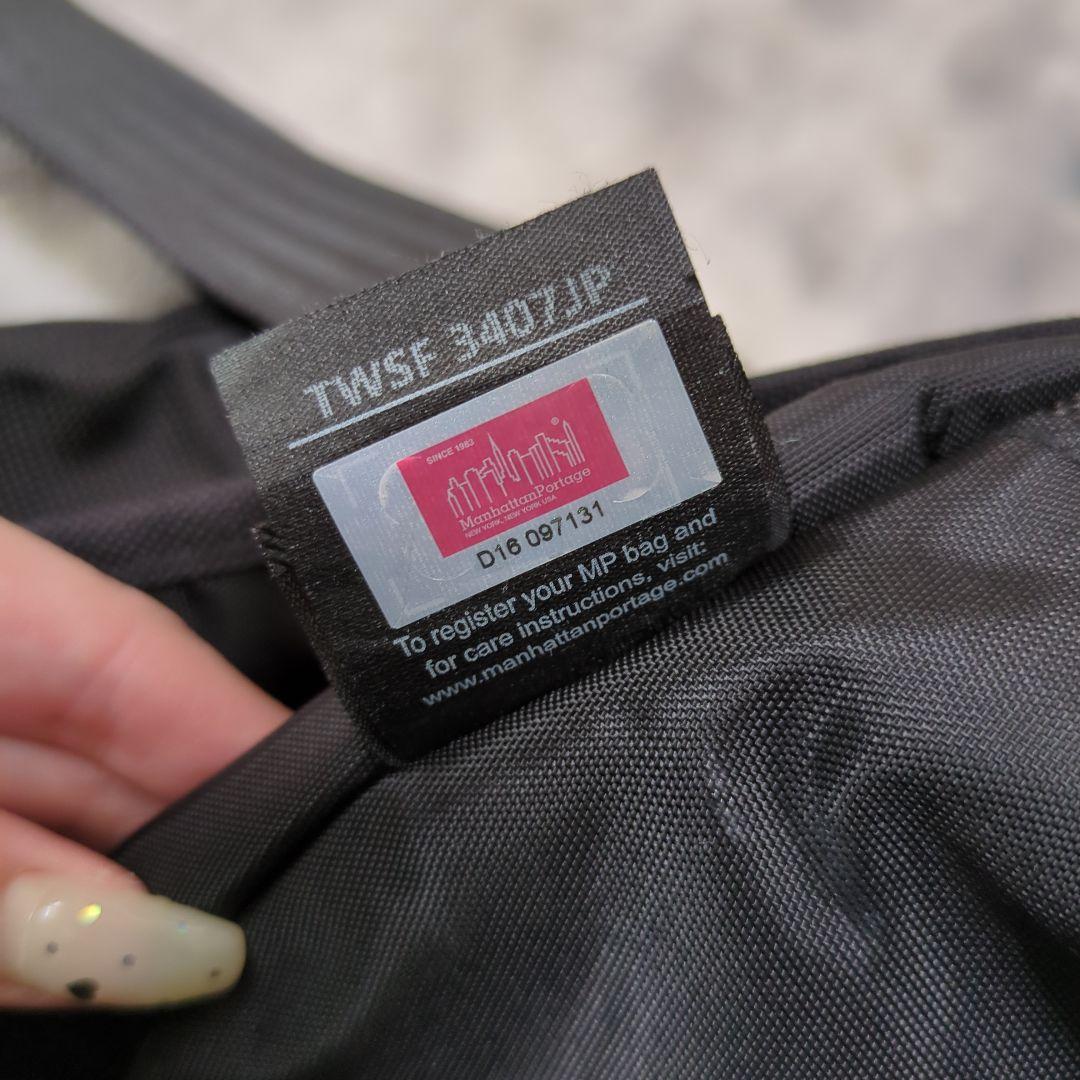 TWSF 3407JP
SINCE 1983
®
ManhattanPortage
NEW YORK, NEW YORK USA
D16 097131
To register your MP bag and
for care instructions, visit:
www.manhattanportage.com